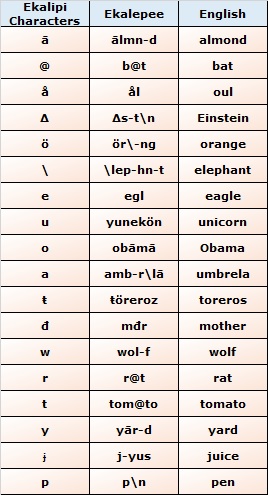 Ekalipi Characters Ekalepee English
ā ālmn-d almond
@ b@t bat
å ål oul
Δ Δs-t\n Einstein
ö ör\-ng orange
\ \lep-hn-t elephant
e egl eagle
u yunekön unicorn
o obāmā Obama
a amb-r\lā umbrela
ŧ ŧöreroz toreros
đ mđr mother
w wol-f wolf
r r@t rat
t tom@to tomato
y yār-d yard
ɉ j-yus juice
p p\n pen